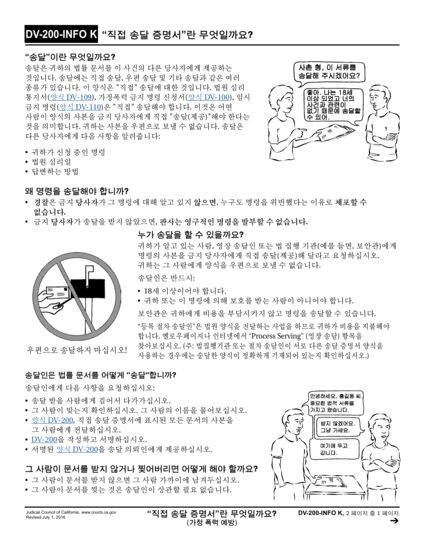 DV-200-INFO K "직접 송달 증명서"란 무엇일까요?
"송달"이란 무엇일까요?
송달은 귀하의 법률 문서를 이 사건의 다른 당사자에게 제공하는
것입니다. 송달에는 직접 송달, 우편 송달 및 기타 송달과 같은 여러
종류가 있습니다. 이 양식은 "직접" 송달에 대한 것입니다. 법원 심리
통지서(양식 DV-109), 가정폭력 금지 명령 신청서(양식 DV-100), 임시
금지 명령(양식 DV-110)은 "직접" 송달해야 합니다. 이것은 어떤
사람이 양식의 사본을 금지 당사자에게 직접 "송달(제공)"해야 한다는
것을 의미합니다. 귀하는 사본을 우편으로 보낼 수 없습니다. 송달은
다른 당사자에게 다음 사항을 알려줍니다:
• 귀하가 신청 중인 명령
• 법원 심리일
• 답변하는 방법
사촌 형, 이 서류를
송달해 주시겠어요?
좋아. 나는 18세
이상 되었고 너의
사건과 관련이
없기 때문에 송달할
수 있어.
왜 명령을 송달해야 합니까?
• 경찰은 금지 당사자가 그 명령에 대해 알고 있지 않으면, 누구도 명령을 위반했다는 이유로 체포할 수
없습니다.
• 금지 당사자가 송달을 받지 않았으면, 판사는 영구적인 명령을 발부할 수 없습니다.
누가 송달을 할 수 있을까요?
귀하가 알고 있는 사람, 영장 송달인 또는 법 집행 기관(예를 들면, 보안관)에게
명령의 사본을 금지 당사자에게 직접 송달(제공)해 달라고 요청하십시오.
귀하는 그 사람에게 양식을 우편으로 보낼 수 없습니다.
송달인은 반드시:
• 18세 이상이어야 합니다.
• 귀하 또는 이 명령에 의해 보호를 받는 사람이 아니어야 합니다.
보안관은 귀하에게 비용을 부담시키지 않고 명령을 송달할 수 있습니다.
"등록 절차 송달인"은 법원 양식을 전달하는 사업을 하므로 귀하가 비용을 지불해야
합니다. 옐로우페이지나 인터넷에서 "Process Serving" (영장 송달) 항목을
찾아보십시오. (주: 법집행기관 또는 절차 송달인이 서로 다른 송달 증명서 양식을
사용하는 경우에는 송달한 양식이 정확하게 기재되어 있는지 확인하십시오.)
우편으로 송달하지 마십시오!
송달인은 법률 문서를 어떻게 "송달"합니까?
송달인에게 다음 사항을 요청하십시오:
• 송달 받을 사람에게 걸어서 다가가십시오.
• 그 사람이 맞는지 확인하십시오. 그 사람의 이름을 물어보십시오.
• 양식 DV-200, 직접 송달 증명서에 표시된 모든 문서의 사본을
그 사람에게 전달하십시오.
• DV-200을 작성하고 서명하십시오.
• 서명된 양식 DV-200을 송달 의뢰인에게 제공하십시오.
안녕하세요, 홍길동 씨
중요한 법적 서류를
가지고 왔습니다.
받지 않겠어요.
그냥 가세요.
여기에 두고
갑니다.
그 사람이 문서를 받지 않거나 찢어버리면 어떻게 해야 할까요?
• 그 사람이 문서를 받지 않으면 그 사람 가까이에 남겨두십시오.
• 그 사람이 문서를 찢는 것은 송달인이 상관할 필요 없습니다.
Judicial Council of California, www.courts.ca.gov
Revised July 1, 2016
"직접 송달 증명서"란 무엇일까요?
(가정 폭력 예방)
DV-200-INFO K, 2 페이지 중 1 페이지